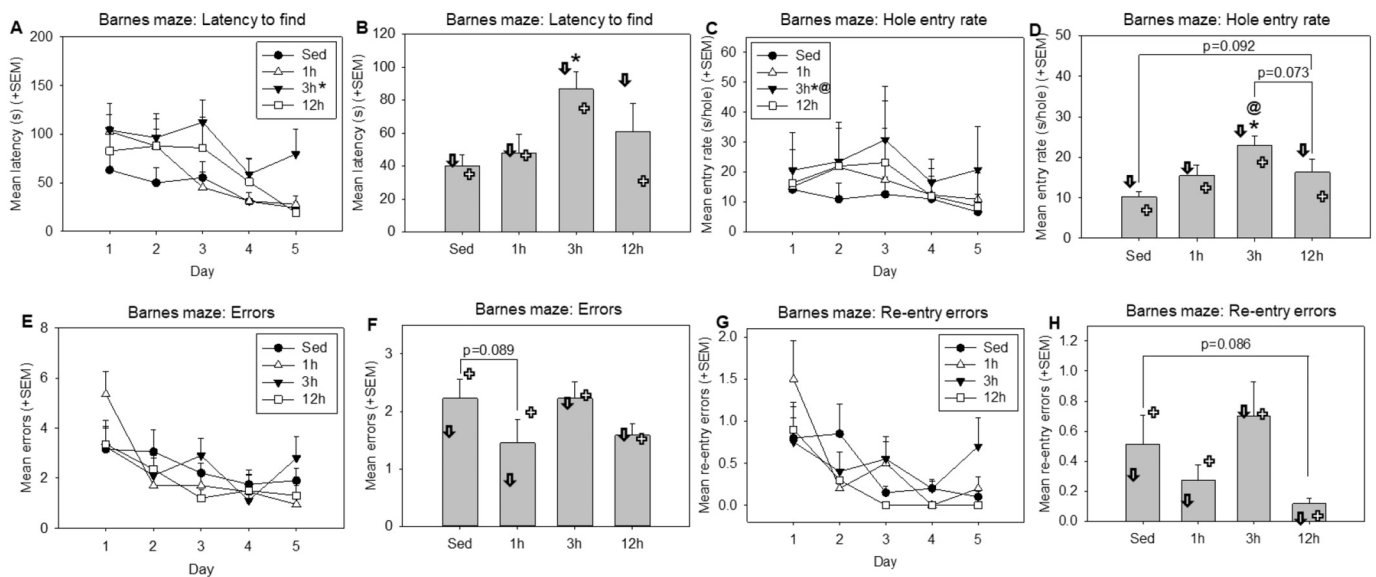 A
Barnes maze: Latency to find
Mean latency (s) (+SEM)
200
150
100
50
0
Sed
1h
3h*
12h
1
2
3
4
5
Day
B
Barnes maze: Latency to find
Mean latency (s) (+SEM)
120
100
80
60
40
20
0
*
Sed
1h
3h
12h
C
Barnes maze: Hole entry rate
Mean entry rate (s/hole) (+SEM)
60
50
40
30
20
10
0
Sed
1h
3h*@
12h
1
2
3
4
5
Day
D
Barnes maze: Hole entry rate
Mean entry rate (s/hole) (+SEM)
50
40
30
20
10
0
p=0.092
p=0.073
@
*
Sed
1h
3h
12h
E
Barnes maze: Errors
Mean errors (+SEM)
8
6
4
2
0
Sed
1h
3h
12h
1
2
3
4
5
Day
F
Barnes maze: Errors
Mean errors (+SEM)
3
2
1
0
p=0.089
Sed
1h
3h
12h
G
Barnes maze: Re-entry errors
Mean re-entry errors (+SEM)
2.0
1.5
1.0
0.5
0.0
Sed
1h
3h
12h
1
2
3
4
5
Day
H
Barnes maze: Re-entry errors
Mean re-entry errors (+SEM)
1.2
1.0
0.8
0.6
0.4
0.2
0.0
p=0.086
Sed
1h
3h
12h